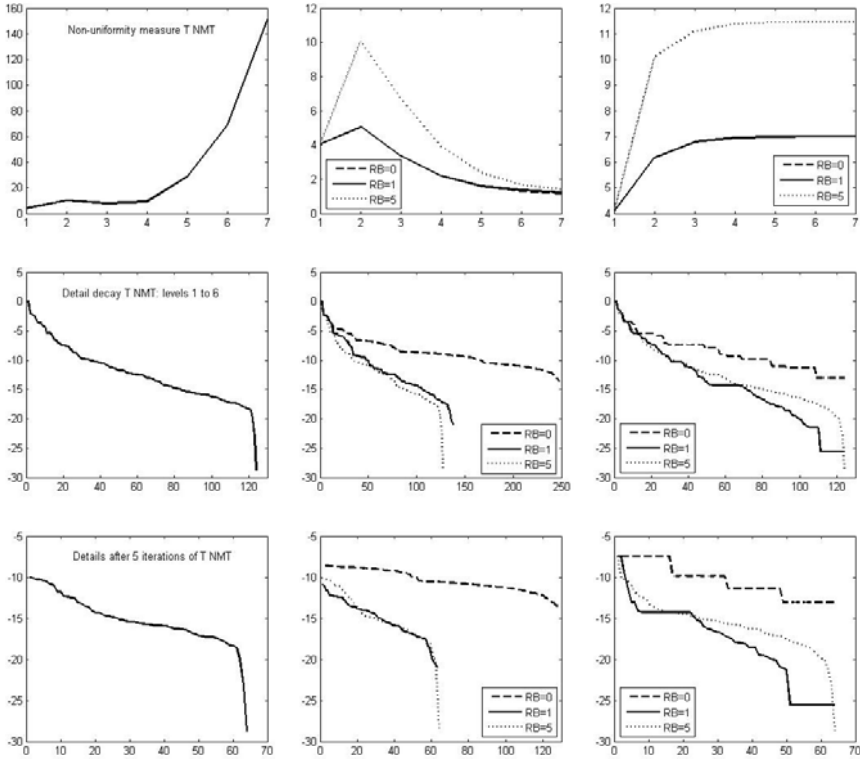 160
140
120
100
80
60
40
20
0
Non-uniformity measure T NMT
1 2 3 4 5 6 7
12
10
8
6
4
2
0
RB=0
RB=1
RB=5
1 2 3 4 5 6 7
12
11
10
9
8
7
6
5
4
RB=0
RB=1
RB=5
1 2 3 4 5 6 7
5
0
-5
-10
-15
-20
-25
-30
Detail decay T NMT: levels 1 to 6
0 20 40 60 80 100 120
5
0
-5
-10
-15
-20
-25
-30
RB=0
RB=1
RB=5
0 50 100 150 200 250
5
0
-5
-10
-15
-20
-25
-30
RB=0
RB=1
RB=5
0 20 40 60 80 100 120
-5
-10
-15
-20
-25
-30
Details after 5 iterations of T NMT
0 10 20 30 40 50 60 70
-5
-10
-15
-20
-25
-30
RB=0
RB=1
RB=5
0 20 40 60 80 100 120
-5
-10
-15
-20
-25
-30
RB=0
RB=1
RB=5
0 10 20 30 40 50 60 70